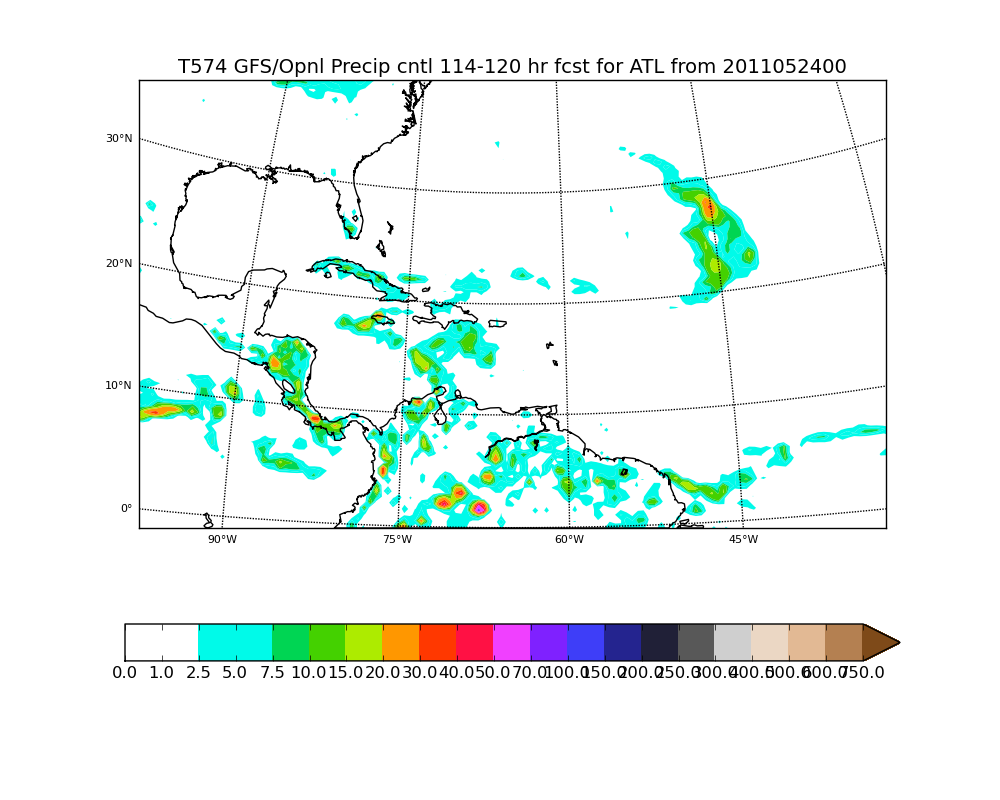 T574 GFS/Opnl Precip cntl 114-120 hr fcst for ATL from 2011052400
30°N
20°N
10°N
0°
90°W 75°W 60°W 45°W
0.0 1.0 2.5 5.0 7.5 10.0 15.0 20.0 30.0 40.0 50.0 70.0 100.0 150.0 200.0 250.0 300.0 400.0 500.0 600.0 750.0